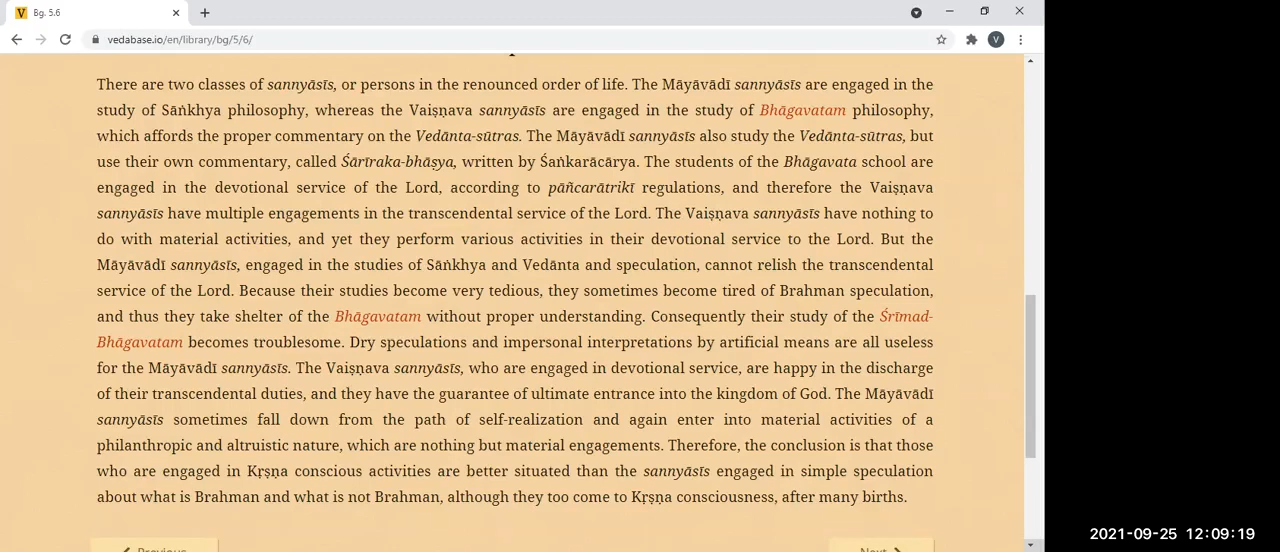 Bg. 5.6
vedabase.io/en/library/bg/5/6/
V
There are two classes of sannyāsīs, or persons in the renounced order of life. The Māyāvādī sannyāsīs are engaged in the
study of Sāṅkhya philosophy, whereas the Vaiṣṇava sannyāsīs are engaged in the study of Bhāgavatam philosophy,
which affords the proper commentary on the Vedānta-sūtras. The Māyāvādī sannyāsīs also study the Vedānta-sūtras, but
use their own commentary, called Śārīraka-bhāṣya, written by Śaṅkarācārya. The students of the Bhāgavata school are
engaged in the devotional service of the Lord, according to pāñcarātrikī regulations, and therefore the Vaiṣṇava
sannyāsīs have multiple engagements in the transcendental service of the Lord. The Vaiṣṇava sannyāsīs have nothing to
do with material activities, and yet they perform various activities in their devotional service to the Lord. But the
Māyāvādī sannyāsīs, engaged in the studies of Sāṅkhya and Vedānta and speculation, cannot relish the transcendental
service of the Lord. Because their studies become very tedious, they sometimes become tired of Brahman speculation,
and thus they take shelter of the Bhāgavatam without proper understanding. Consequently their study of the Śrīmad-
Bhāgavatam becomes troublesome. Dry speculations and impersonal interpretations by artificial means are all useless
for the Māyāvādī sannyāsīs. The Vaiṣṇava sannyāsīs, who are engaged in devotional service, are happy in the discharge
of their transcendental duties, and they have the guarantee of ultimate entrance into the kingdom of God. The Māyāvādī
sannyāsīs sometimes fall down from the path of self-realization and again enter into material activities of a
philanthropic and altruistic nature, which are nothing but material engagements. Therefore, the conclusion is that those
who are engaged in Kṛṣṇa conscious activities are better situated than the sannyāsīs engaged in simple speculation
about what is Brahman and what is not Brahman, although they too come to Kṛṣṇa consciousness, after many births.
Previous
Next
2021-09-25 12:09:19